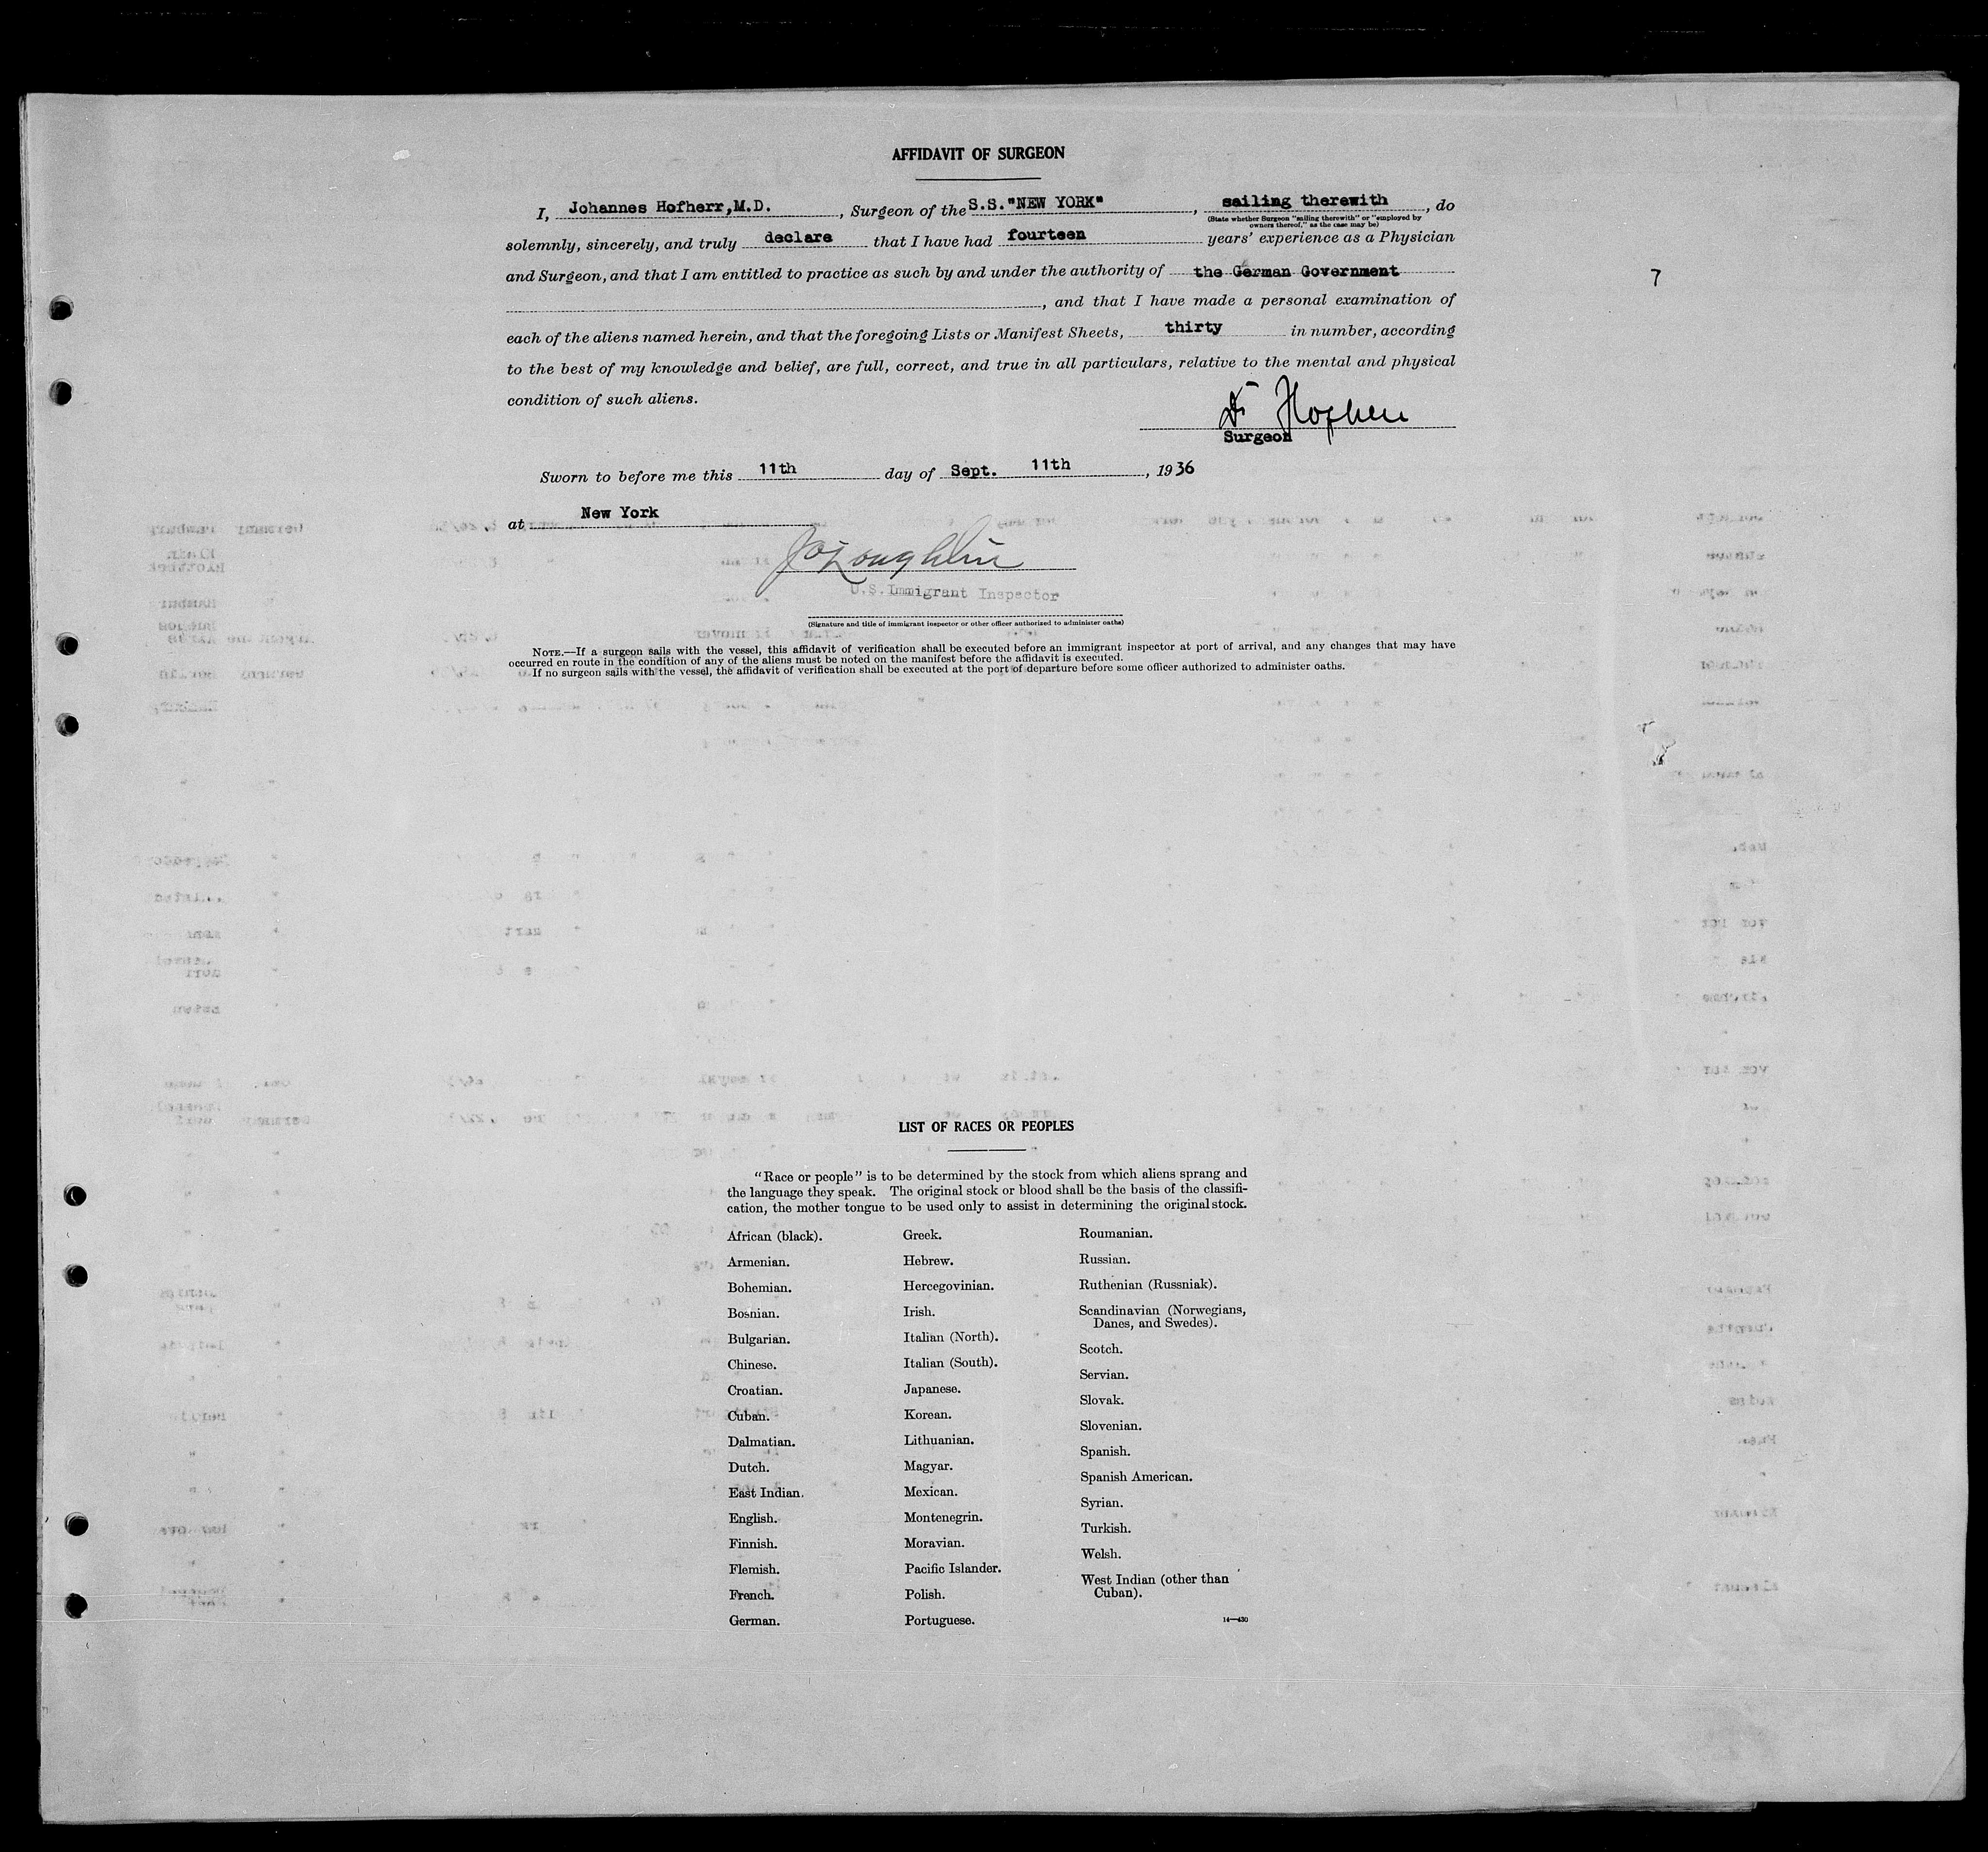 AFFIDAVIT OF SURGEON
I, Johannes Hofherr,M.D. , Surgeon of the S.S."NEW YORK" , sailing therewith , do
(State whether Surgeon "sailing therewith" or "employed by
owners thereof," as the case may be)
solemnly, sincerely, and truly declare that I have had fourteen years' experience as a Physician
and Surgeon, and that I am entitled to practice as such by and under the authority of the German Government
, and that I have made a personal examination of
7
each of the aliens named herein, and that the foregoing Lists or Manifest Sheets, thirty in number, according
to the best of my knowledge and belief, are full, correct, and true in all particulars, relative to the mental and physical
condition of such aliens.
Dr Hofherr
Surgeon
Sworn to before me this 11th day of Sept. 11th , 1936
at New York
U.S. Immigrant Inspector
(Signature and title of immigrant inspector or other officer authorized to administer oaths)
NOTE.—If a surgeon sails with the vessel, this affidavit of verification shall be executed before an immigrant inspector at port of arrival, and any changes that may have
occurred en route in the condition of any of the aliens must be noted on the manifest before the affidavit is executed.
If no surgeon sails with the vessel, the affidavit of verification shall be executed at the port of departure before some officer authorized to administer oaths.
LIST OF RACES OR PEOPLES
"Race or people" is to be determined by the stock from which aliens sprang and
the language they speak. The original stock or blood shall be the basis of the classifi-
cation, the mother tongue to be used only to assist in determining the original stock.
African (black).
Armenian.
Bohemian.
Bosnian.
Bulgarian.
Chinese.
Croatian.
Cuban.
Dalmatian.
Dutch.
East Indian.
English.
Finnish.
Flemish.
French.
German.
Greek.
Hebrew.
Hercegovinian.
Irish.
Italian (North).
Italian (South).
Japanese.
Korean.
Lithuanian.
Magyar.
Mexican.
Montenegrin.
Moravian.
Pacific Islander.
Polish.
Portuguese.
Roumanian.
Russian.
Ruthenian (Russniak).
Scandinavian (Norwegians,
Danes, and Swedes).
Scotch.
Servian.
Slovak.
Slovenian.
Spanish.
Spanish American.
Syrian.
Turkish.
Welsh.
West Indian (other than
Cuban).
14—430